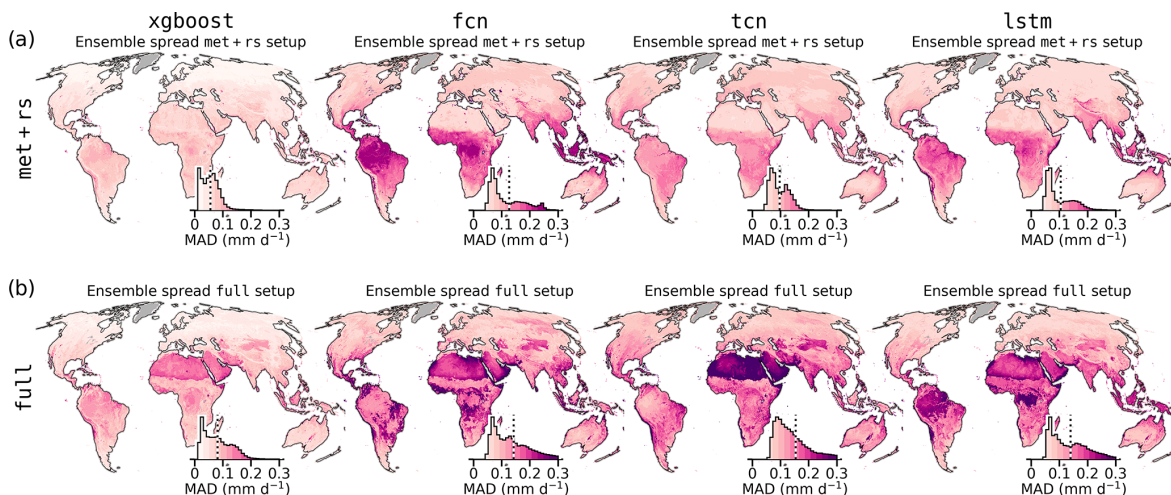 xgboost fcn tcn lstm
(a) Ensemble spread met+rs setup Ensemble spread met+rs setup Ensemble spread met+rs setup Ensemble spread met+rs setup
met+rs
0 0.1 0.2 0.3 0 0.1 0.2 0.3 0 0.1 0.2 0.3 0 0.1 0.2 0.3
MAD (mm d⁻¹) MAD (mm d⁻¹) MAD (mm d⁻¹) MAD (mm d⁻¹)
(b) Ensemble spread full setup Ensemble spread full setup Ensemble spread full setup Ensemble spread full setup
full
0 0.1 0.2 0.3 0 0.1 0.2 0.3 0 0.1 0.2 0.3 0 0.1 0.2 0.3
MAD (mm d⁻¹) MAD (mm d⁻¹) MAD (mm d⁻¹) MAD (mm d⁻¹)